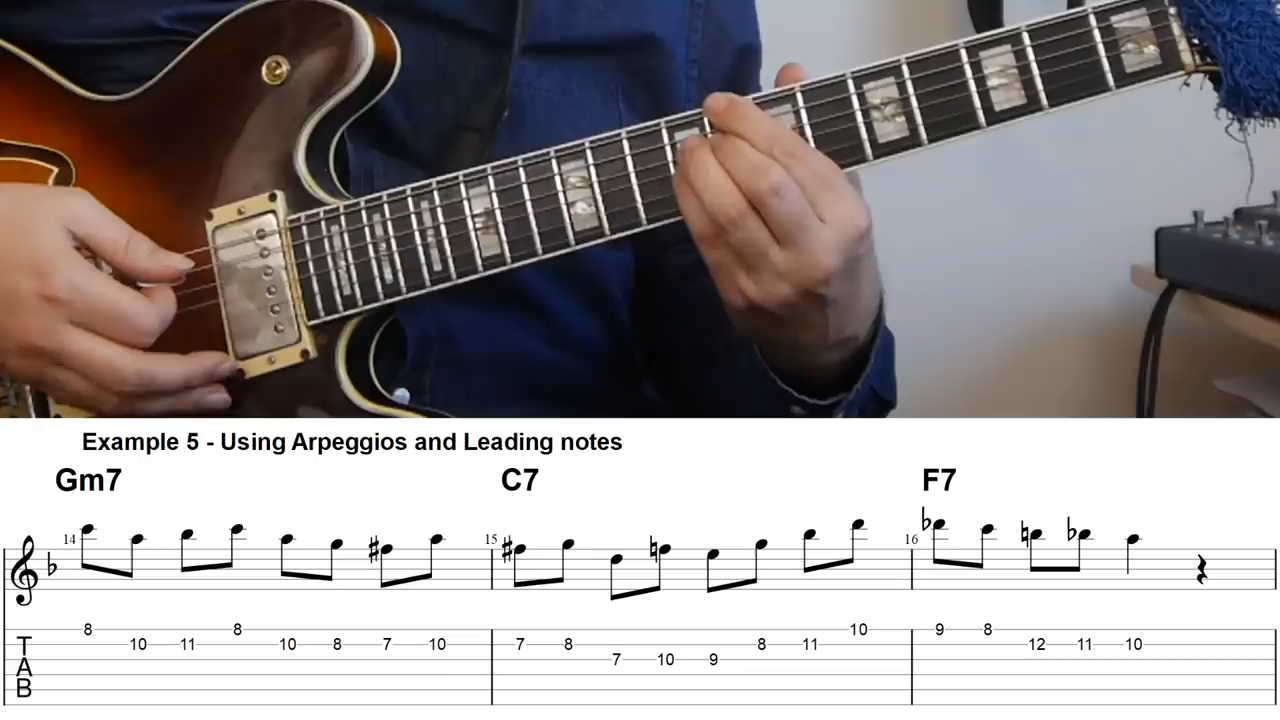 Example 5 - Using Arpeggios and Leading notes
Gm7 C7 F7
14 15 16
8 8 10 9 8
T 10 11 10 8 7 10 7 8 8 11 12 11 10
A 7 10 9
B